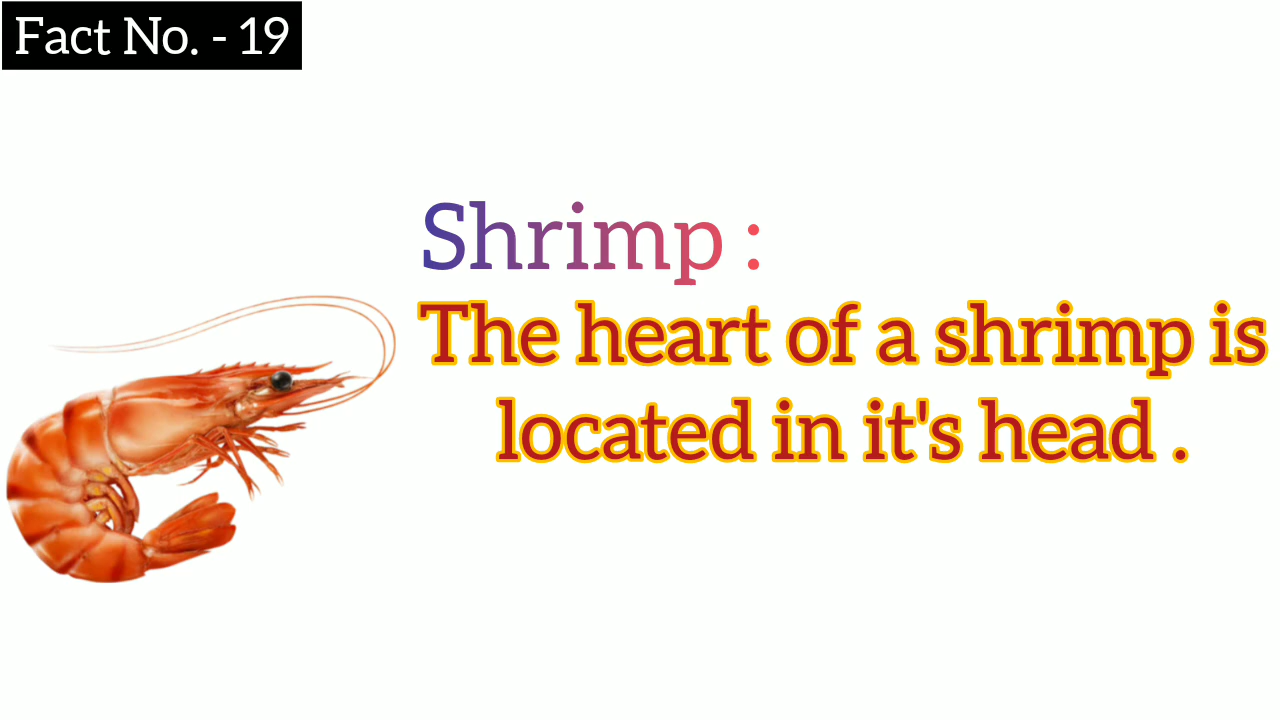 Fact No. - 19
Shrimp :
The heart of a shrimp is
located in it's head .